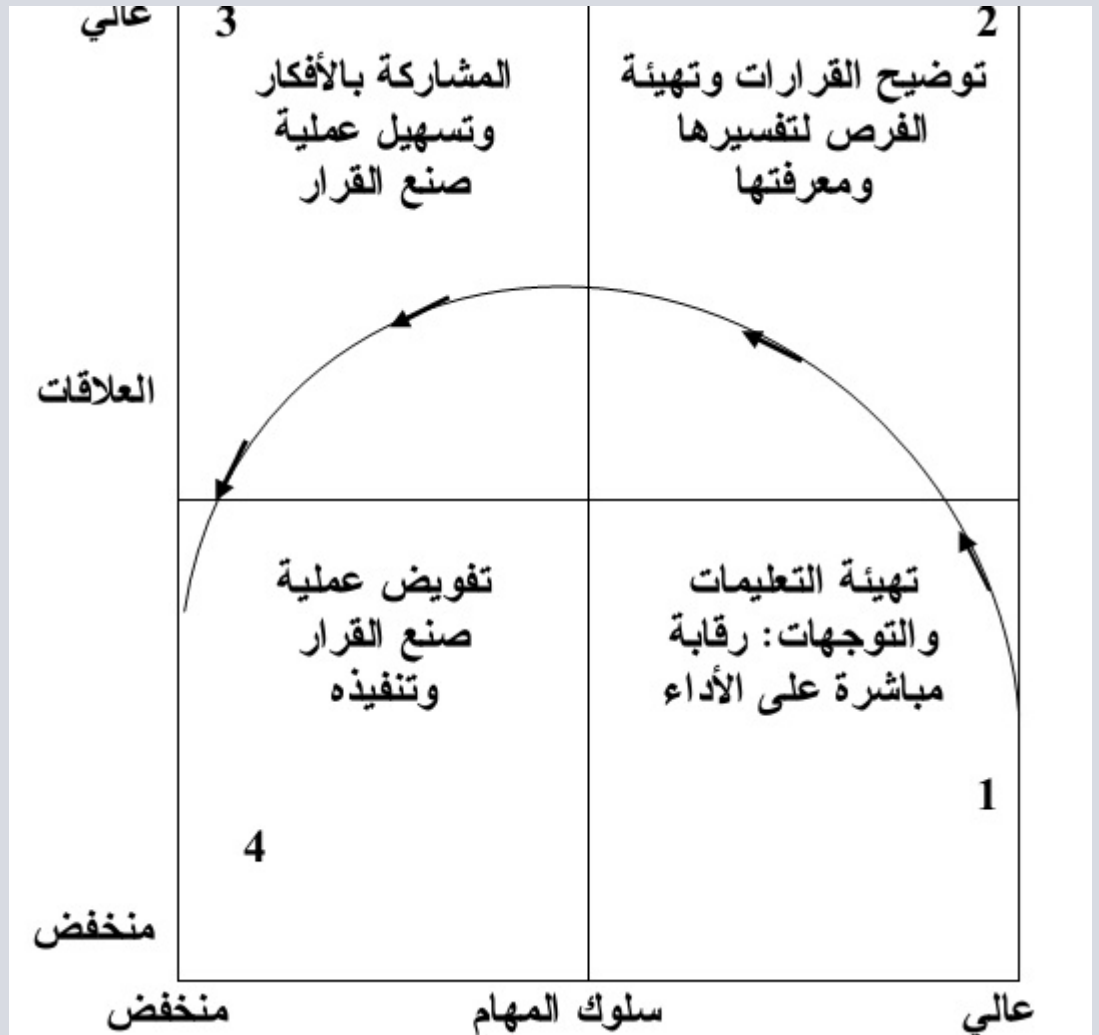 عالي
3
2
المشاركة بالأفكار
وتسهيل عملية
صنع القرار
توضيح القرارات وتهيئة
الفرص لتفسيرها
ومعرفتها
العلاقات
تفويض عملية
صنع القرار
وتنفيذه
تهيئة التعليمات
والتوجهات: رقابة
مباشرة على الأداء
1
4
منخفض
منخفض
سلوك المهام
عالي